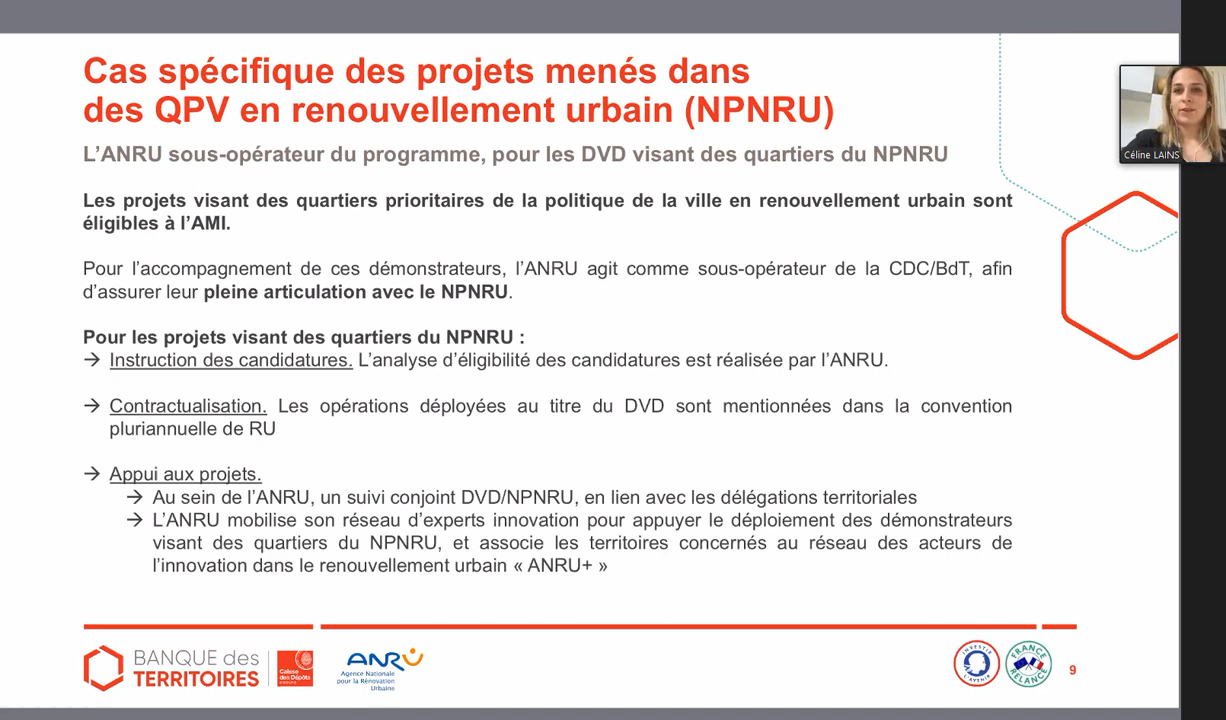 Cas spécifique des projets menés dans
des QPV en renouvellement urbain (NPNRU)
L'ANRU sous-opérateur du programme, pour les DVD visant des quartiers du NPNRU
Céline LAINS
Les projets visant des quartiers prioritaires de la politique de la ville en renouvellement urbain sont
éligibles à l'AMI.
Pour l'accompagnement de ces démonstrateurs, l'ANRU agit comme sous-opérateur de la CDC/BdT, afin
d'assurer leur pleine articulation avec le NPNRU.
Pour les projets visant des quartiers du NPNRU :
→ Instruction des candidatures. L'analyse d'éligibilité des candidatures est réalisée par l'ANRU.
→ Contractualisation. Les opérations déployées au titre du DVD sont mentionnées dans la convention
pluriannuelle de RU
→ Appui aux projets.
→ Au sein de l'ANRU, un suivi conjoint DVD/NPNRU, en lien avec les délégations territoriales
→ L'ANRU mobilise son réseau d'experts innovation pour appuyer le déploiement des démonstrateurs
visant des quartiers du NPNRU, et associe les territoires concernés au réseau des acteurs de
l'innovation dans le renouvellement urbain « ANRU+ »
BANQUE des
TERRITOIRES
Caisse
des Dépôts
GROUPE
ANRU
Agence Nationale
pour la Rénovation
Urbaine
INVESTIR
L'AVENIR
FRANCE
RELANCE
9